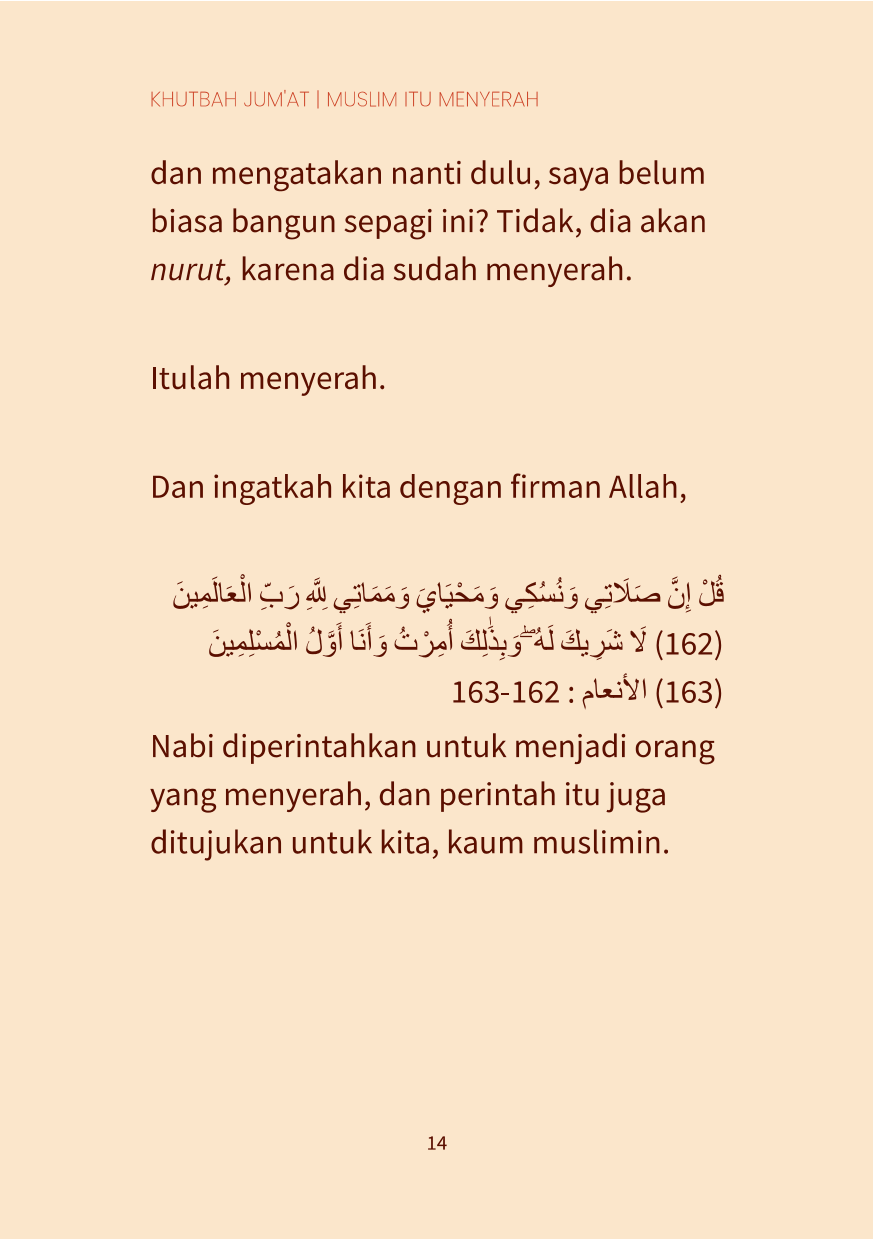 KHUTBAH JUM'AT | MUSLIM ITU MENYERAH
dan mengatakan nanti dulu, saya belum
biasa bangun sepagi ini? Tidak, dia akan
nurut, karena dia sudah menyerah.
Itulah menyerah.
Dan ingatkah kita dengan firman Allah,
قُلْ إِنَّ صَلَاتِي وَنُسُكِي وَمَحْيَايَ وَمَمَاتِي لِلَّهِ رَبِّ الْعَالَمِينَ
(162) لَا شَرِيكَ لَهُ ۖ وَبِذَٰلِكَ أُمِرْتُ وَأَنَا أَوَّلُ الْمُسْلِمِينَ
(163) الأنعام : 162-163
Nabi diperintahkan untuk menjadi orang
yang menyerah, dan perintah itu juga
ditujukan untuk kita, kaum muslimin.
14